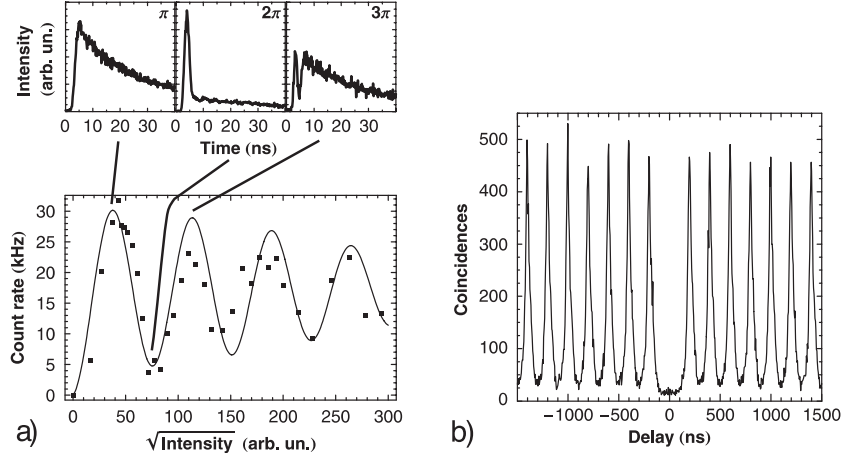 π 2π 3π
Intensity
(arb. un.)
0 10 20 30 0 10 20 30 0 10 20 30
Time (ns)
30
25
20
15
10
5
0
Count rate (kHz)
0 50 100 150 200 250 300
a) √Intensity (arb. un.)
500
400
300
200
100
0
Coincidences
−1000 −500 0 500 1000 1500
b) Delay (ns)